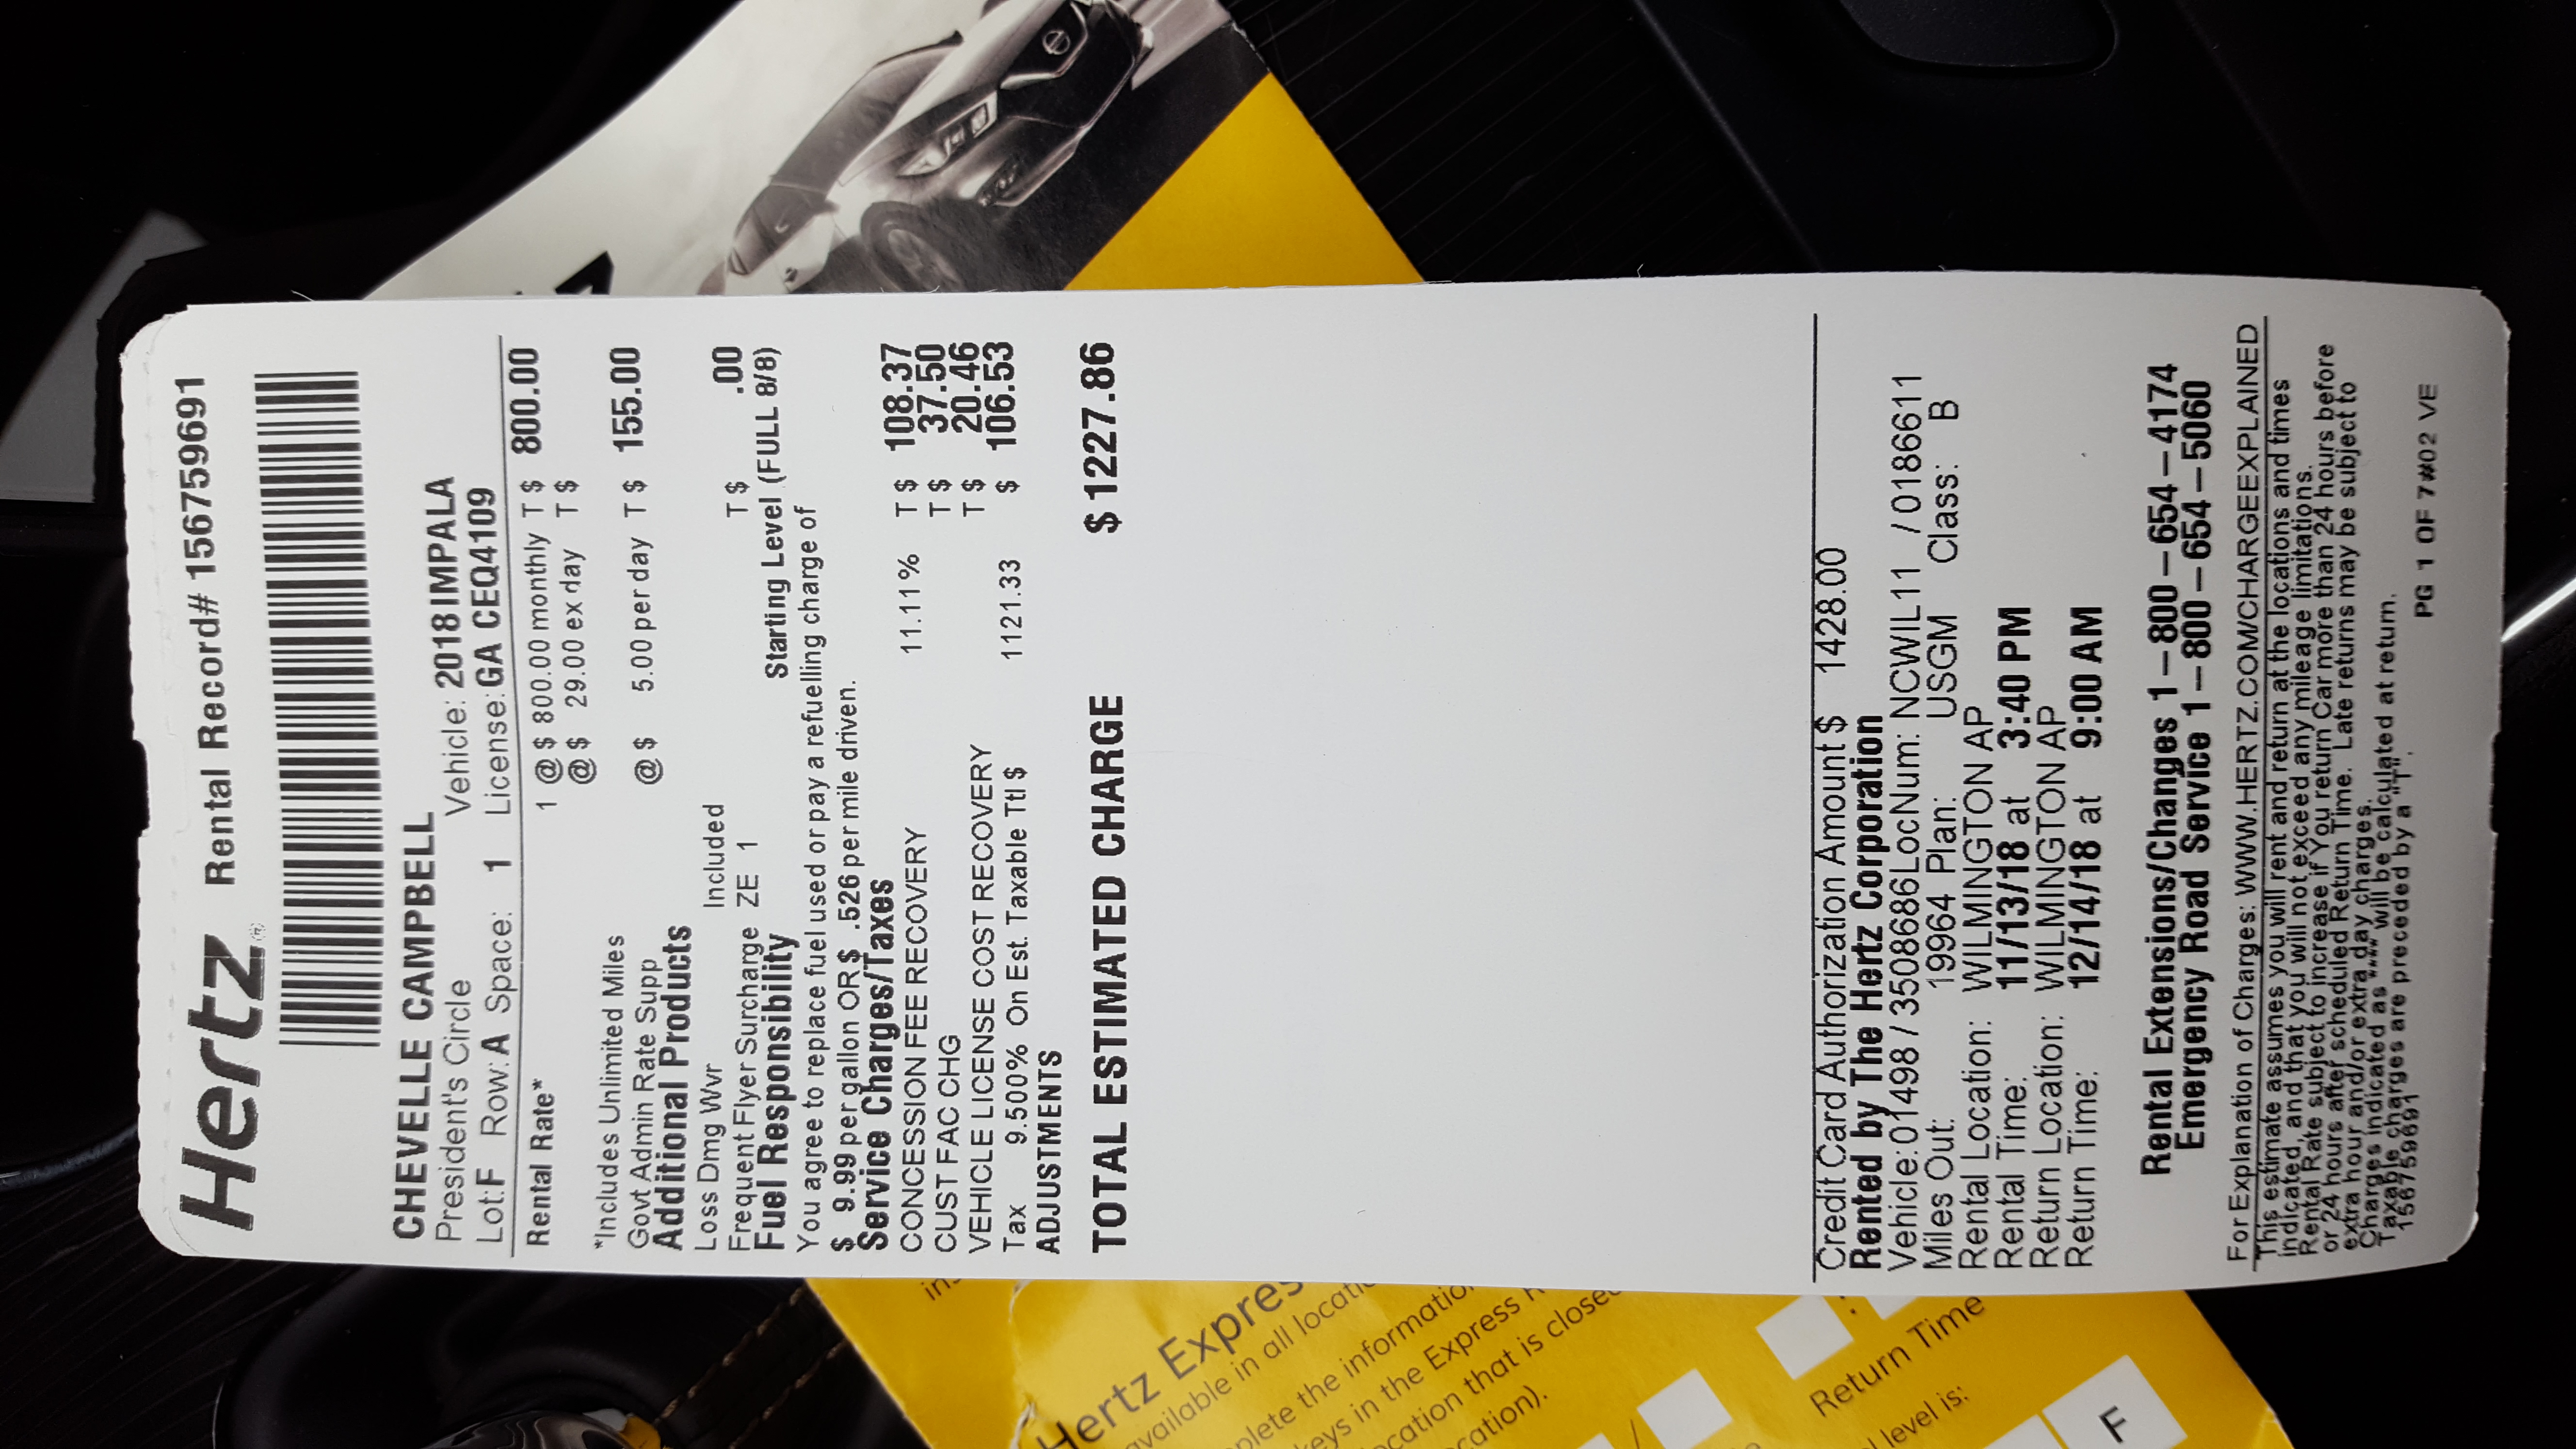 Hertz® Rental Record# 156759691
CHEVELLE CAMPBELL
President's Circle Vehicle: 2018 IMPALA
Lot:F Row:A Space: 1 License: GA CEQ4109
Rental Rate* 1 @ $ 800.00 monthly T $ 800.00
@ $ 29.00 ex day T $
*Includes Unlimited Miles
Govt Admin Rate Supp @ $ 5.00 per day T $ 155.00
Additional Products
Loss Dmg Wvr Included
Frequent Flyer Surcharge ZE 1 T $ .00
Fuel Responsibility Starting Level (FULL 8/8)
You agree to replace fuel used or pay a refuelling charge of
$ 9.99 per gallon OR $ .526 per mile driven.
Service Charges/Taxes
CONCESSION FEE RECOVERY 11.11% T $ 108.37
CUST FAC CHG T $ 37.50
VEHICLE LICENSE COST RECOVERY T $ 20.46
Tax 9.500% On Est. Taxable Ttl $ 1121.33 $ 106.53
ADJUSTMENTS
TOTAL ESTIMATED CHARGE $ 1227.86
Credit Card Authorization Amount $ 1428.00
Rented by The Hertz Corporation
Vehicle: 01498 / 3508686 LocNum: NCWIL11 / 0186611
Miles Out: 19964 Plan: USGM Class: B
Rental Location: WILMINGTON AP
Rental Time: 11/13/18 at 3:40 PM
Return Location: WILMINGTON AP
Return Time: 12/14/18 at 9:00 AM
Rental Extensions/Changes 1-800-654-4174
Emergency Road Service 1-800-654-5060
For Explanation of Charges: WWW.HERTZ.COM/CHARGEEXPLAINED
This estimate assumes you will rent and return at the locations and times
indicated, and that you will not exceed any mileage limitations.
Rental Rate subject to increase if You return Car more than 24 hours before
or 24 hours after scheduled Return Time. Late returns may be subject to
extra hour and/or extra day charges.
Charges indicated as "****" will be calculated at return.
Taxable charges are preceded by a "T".
156759691
PG 1 OF 7#02 VE
Hertz Expres
available in all locati
plete the informatio
keys in the Express
ocation that is close
cation).
Return Time
level is:
F